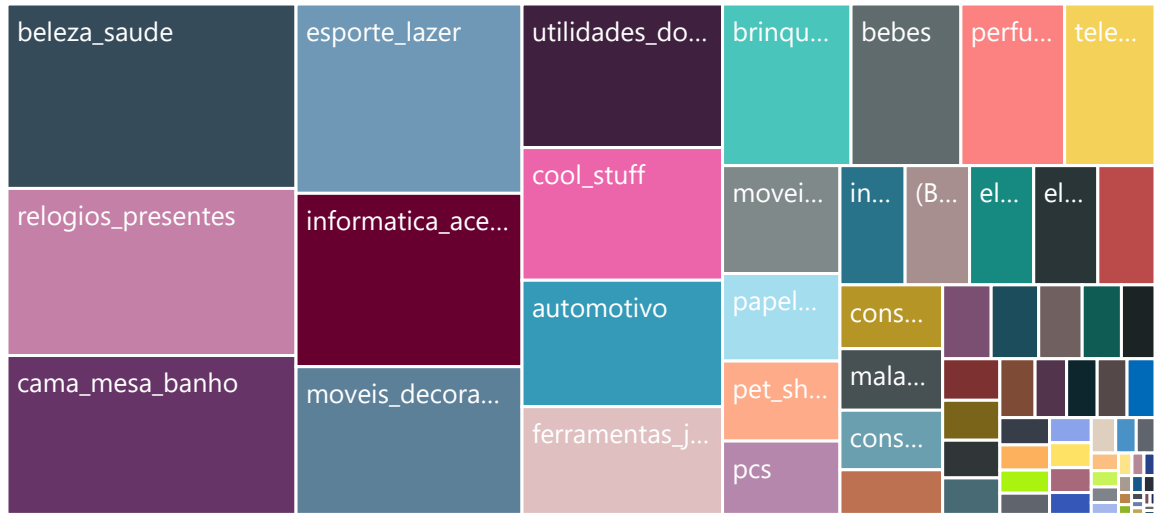 beleza_saude
relogios_presentes
cama_mesa_banho
esporte_lazer
informatica_ace...
moveis_decora...
utilidades_do...
cool_stuff
automotivo
ferramentas_j...
brinqu...
bebes
perfu...
tele...
movei...
papel...
pet_sh...
pcs
in...
(B...
el...
el...
cons...
mala...
cons...